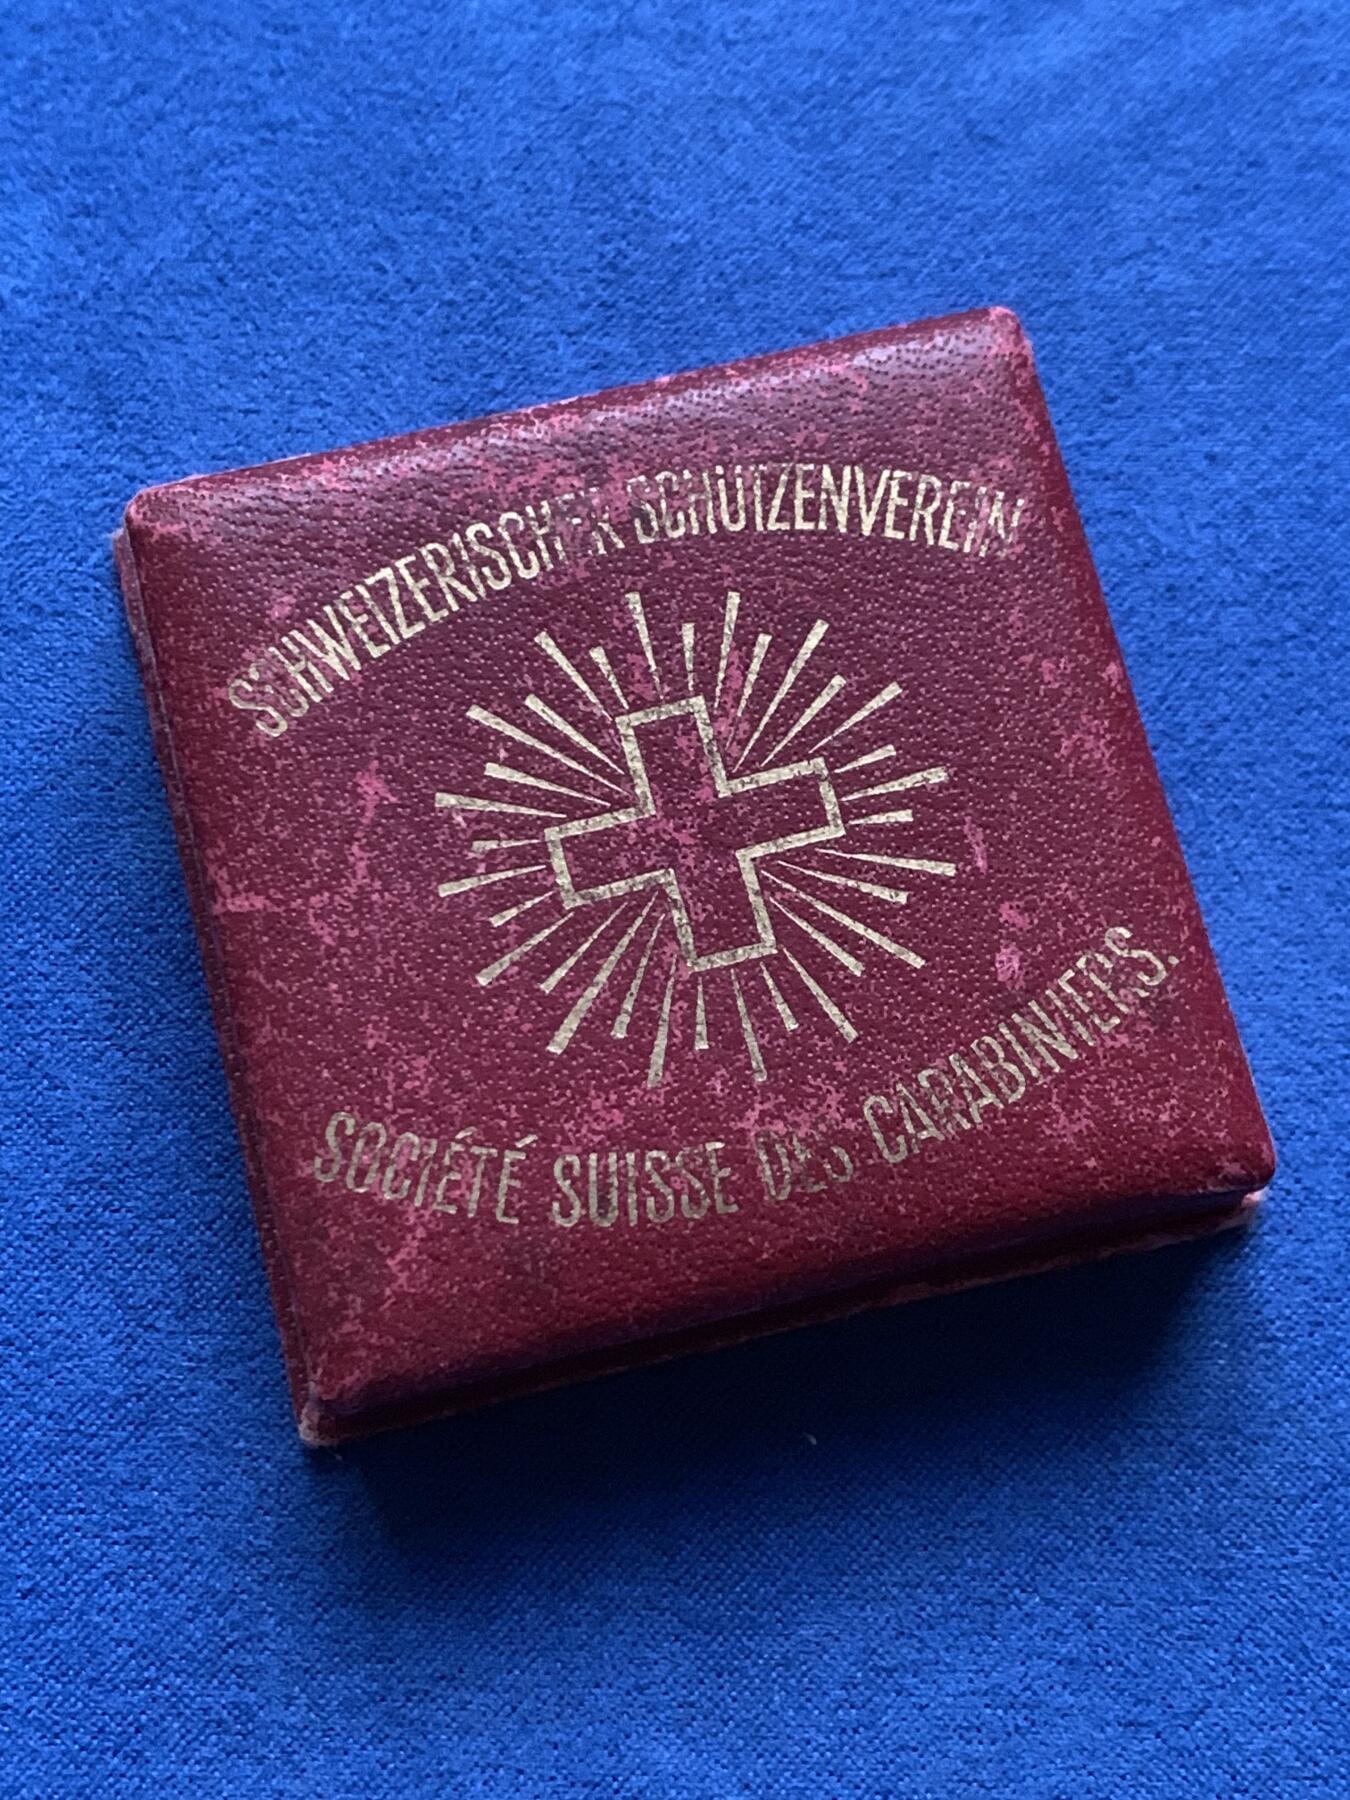 SCHWEIZERISCHER SCHÜTZENVEREIN
SOCIÉTÉ SUISSE DES CARABINIERS.